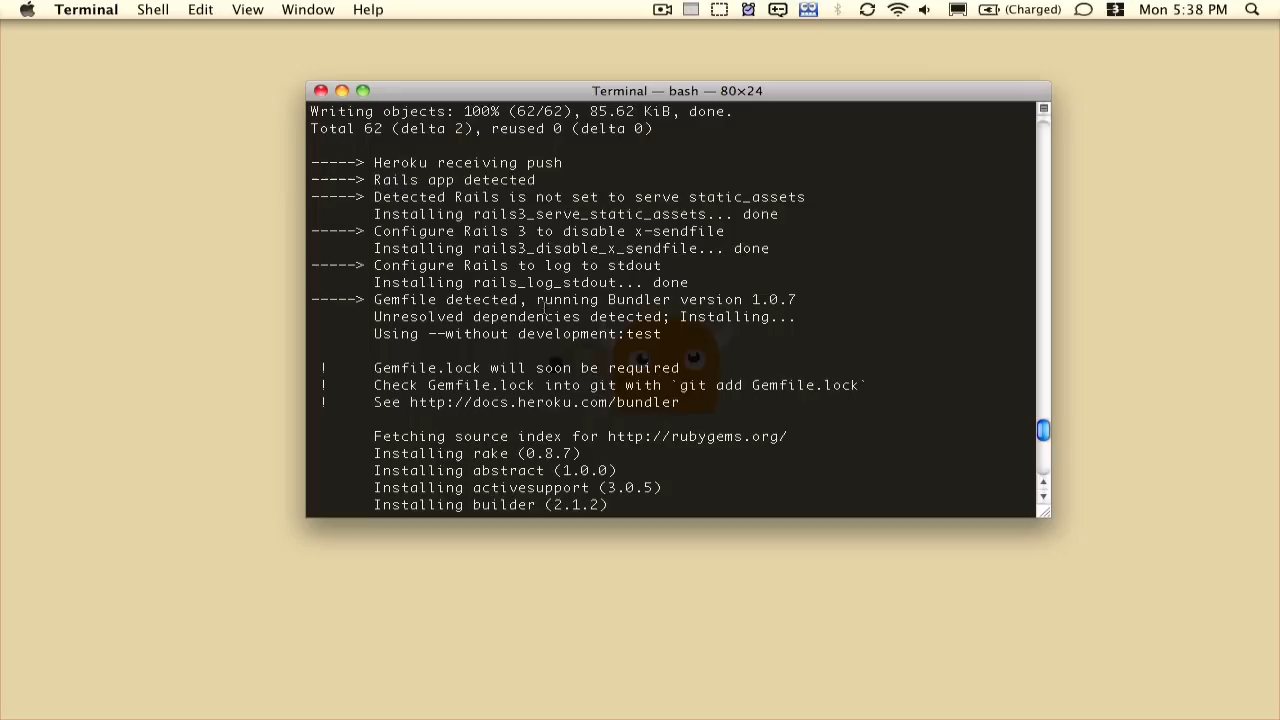 Terminal Shell Edit View Window Help (Charged) Mon 5:38 PM
Terminal — bash — 80×24
Writing objects: 100% (62/62), 85.62 KiB, done.
Total 62 (delta 2), reused 0 (delta 0)
-----> Heroku receiving push
-----> Rails app detected
-----> Detected Rails is not set to serve static_assets
Installing rails3_serve_static_assets... done
-----> Configure Rails 3 to disable x-sendfile
Installing rails3_disable_x_sendfile... done
-----> Configure Rails to log to stdout
Installing rails_log_stdout... done
-----> Gemfile detected, running Bundler version 1.0.7
Unresolved dependencies detected; Installing...
Using --without development:test
! Gemfile.lock will soon be required
! Check Gemfile.lock into git with `git add Gemfile.lock`
! See http://docs.heroku.com/bundler
Fetching source index for http://rubygems.org/
Installing rake (0.8.7)
Installing abstract (1.0.0)
Installing activesupport (3.0.5)
Installing builder (2.1.2)